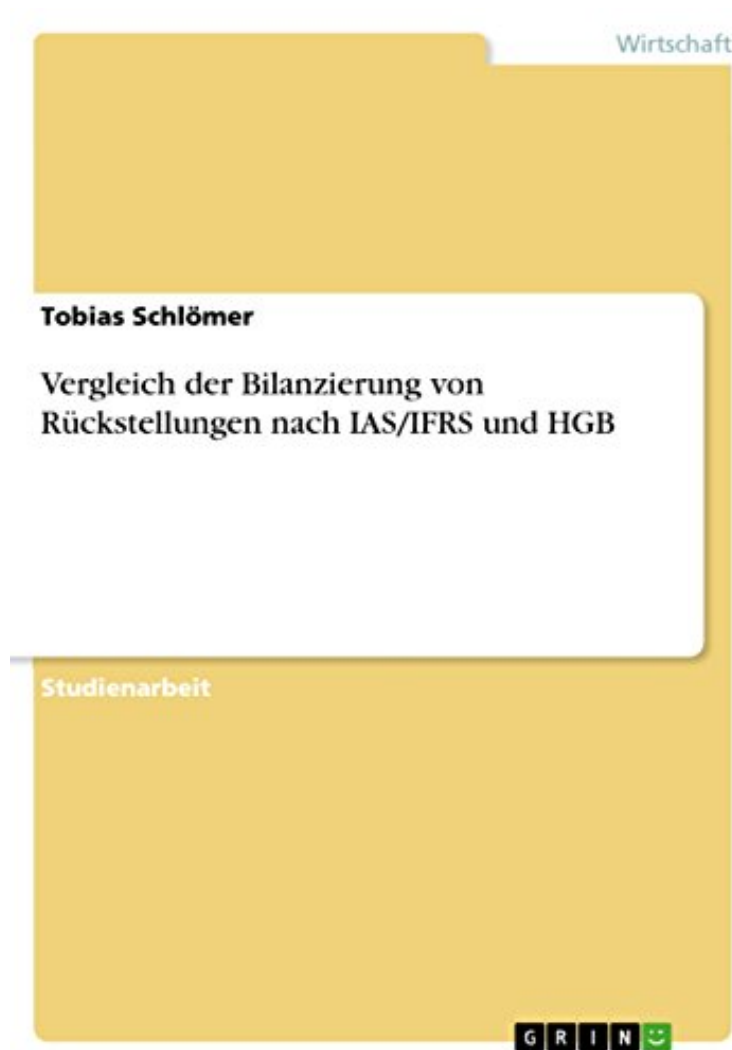 Wirtschaft
Tobias Schlömer
Vergleich der Bilanzierung von
Rückstellungen nach IAS/IFRS und HGB
Studienarbeit
GRIN